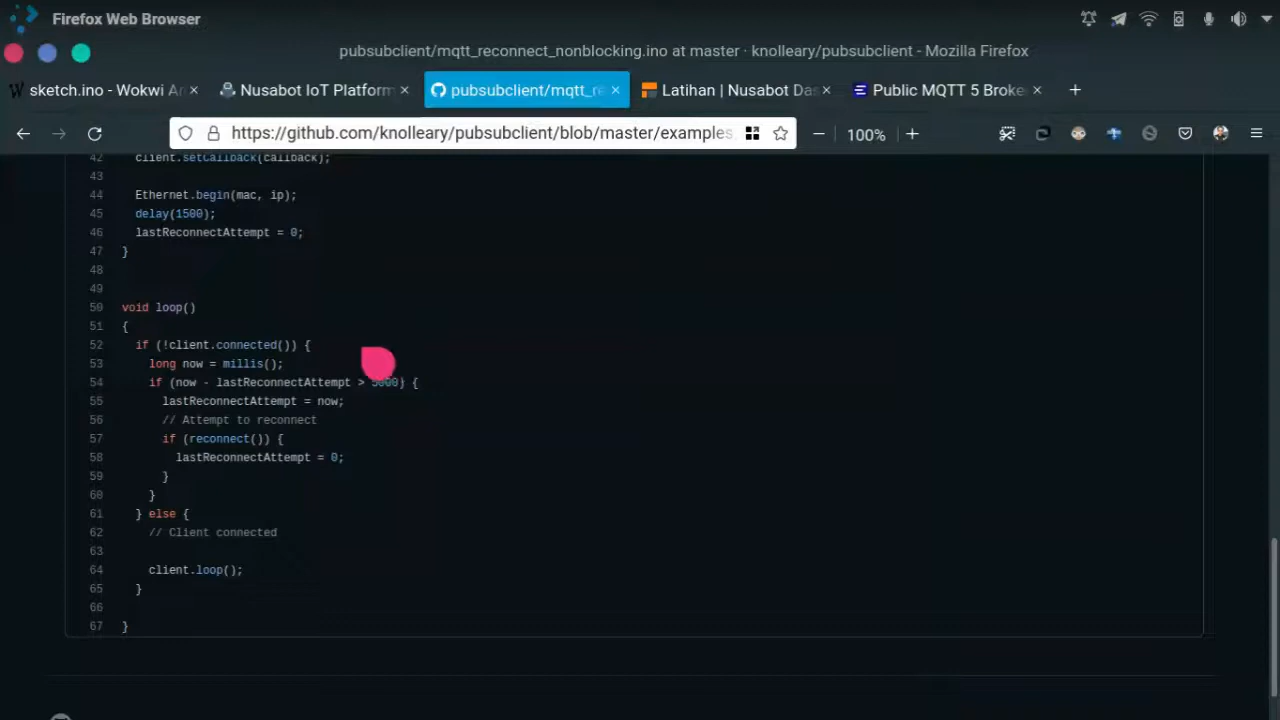 Firefox Web Browser
pubsubclient/mqtt_reconnect_nonblocking.ino at master · knolleary/pubsubclient - Mozilla Firefox
sketch.ino - Wokwi Ar
Nusabot IoT Platform
pubsubclient/mqtt_re
Latihan | Nusabot Das
Public MQTT 5 Broke
https://github.com/knolleary/pubsubclient/blob/master/examples
100%
42 client.setCallback(callback);
43
44 Ethernet.begin(mac, ip);
45 delay(1500);
46 lastReconnectAttempt = 0;
47 }
48
49
50 void loop()
51 {
52 if (!client.connected()) {
53 long now = millis();
54 if (now - lastReconnectAttempt > 5000) {
55 lastReconnectAttempt = now;
56 // Attempt to reconnect
57 if (reconnect()) {
58 lastReconnectAttempt = 0;
59 }
60 }
61 } else {
62 // Client connected
63
64 client.loop();
65 }
66
67 }